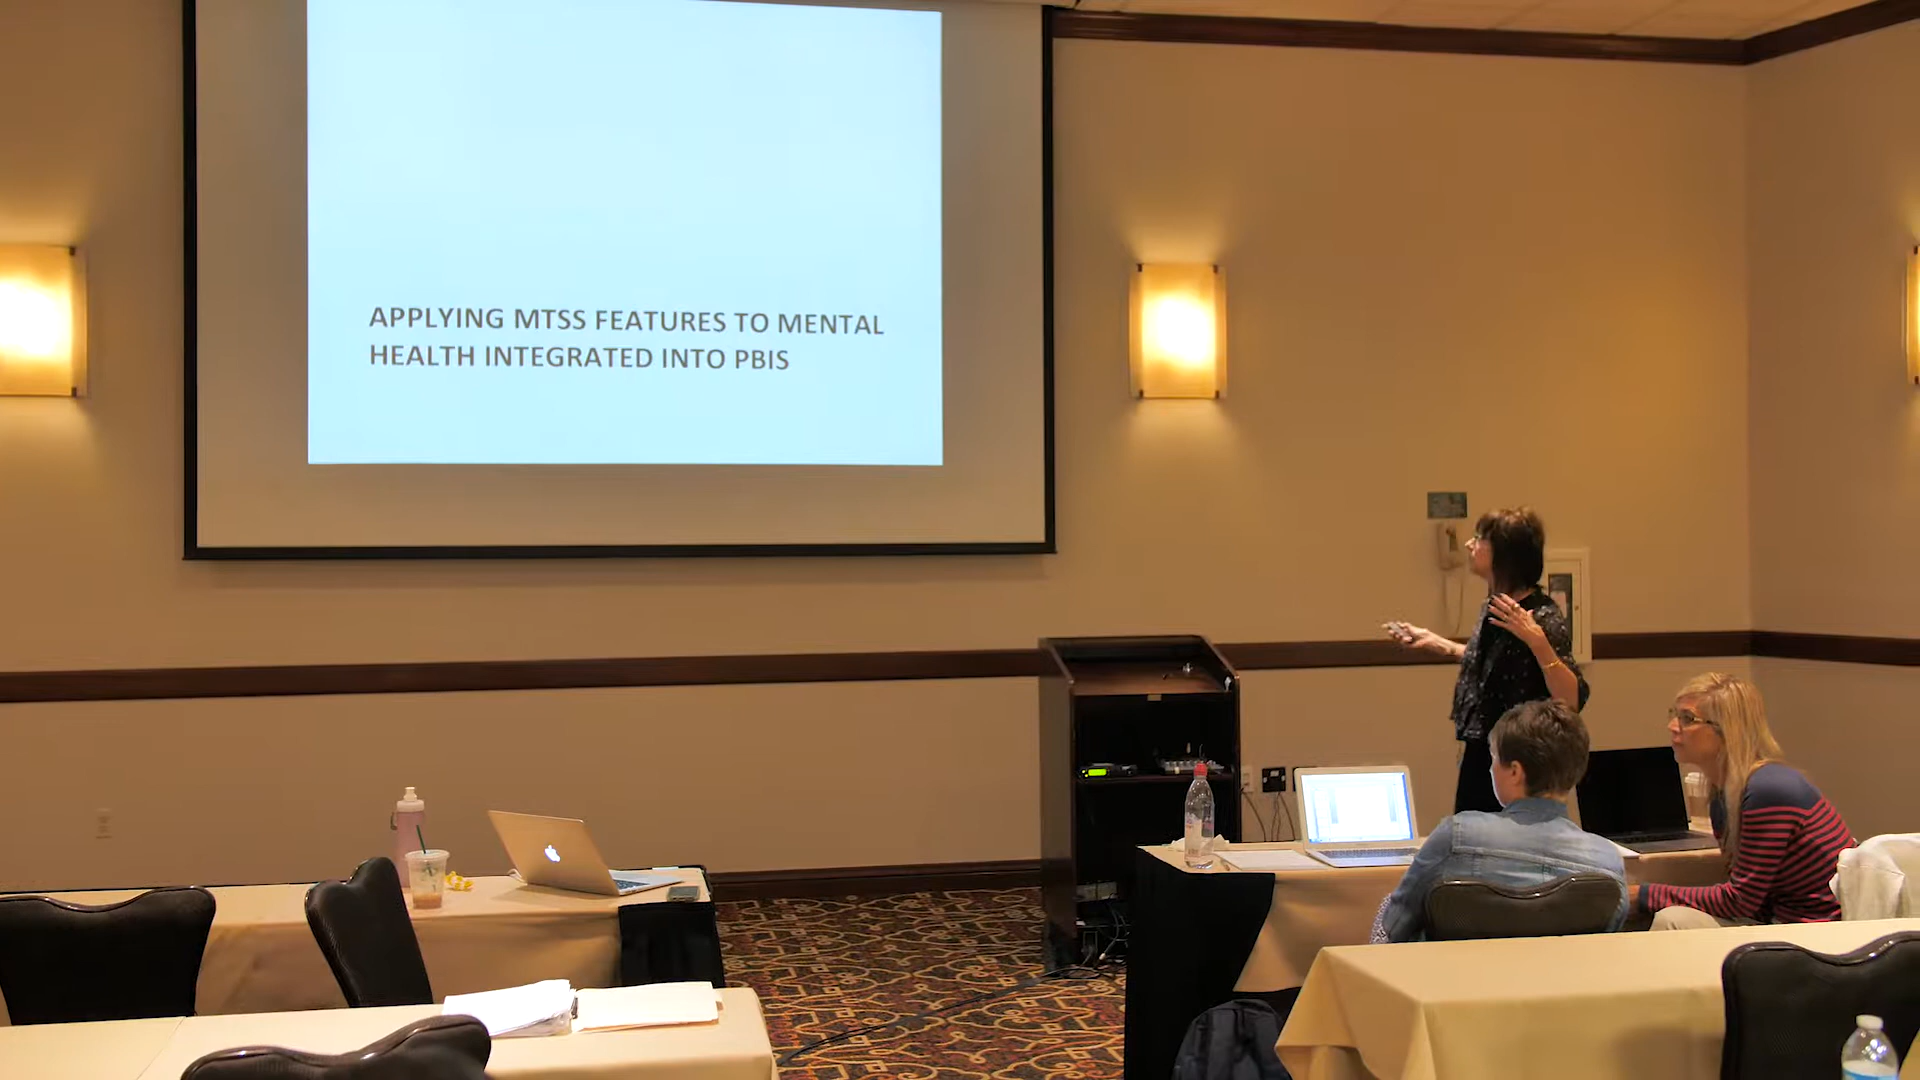 APPLYING MTSS FEATURES TO MENTAL
HEALTH INTEGRATED INTO PBIS